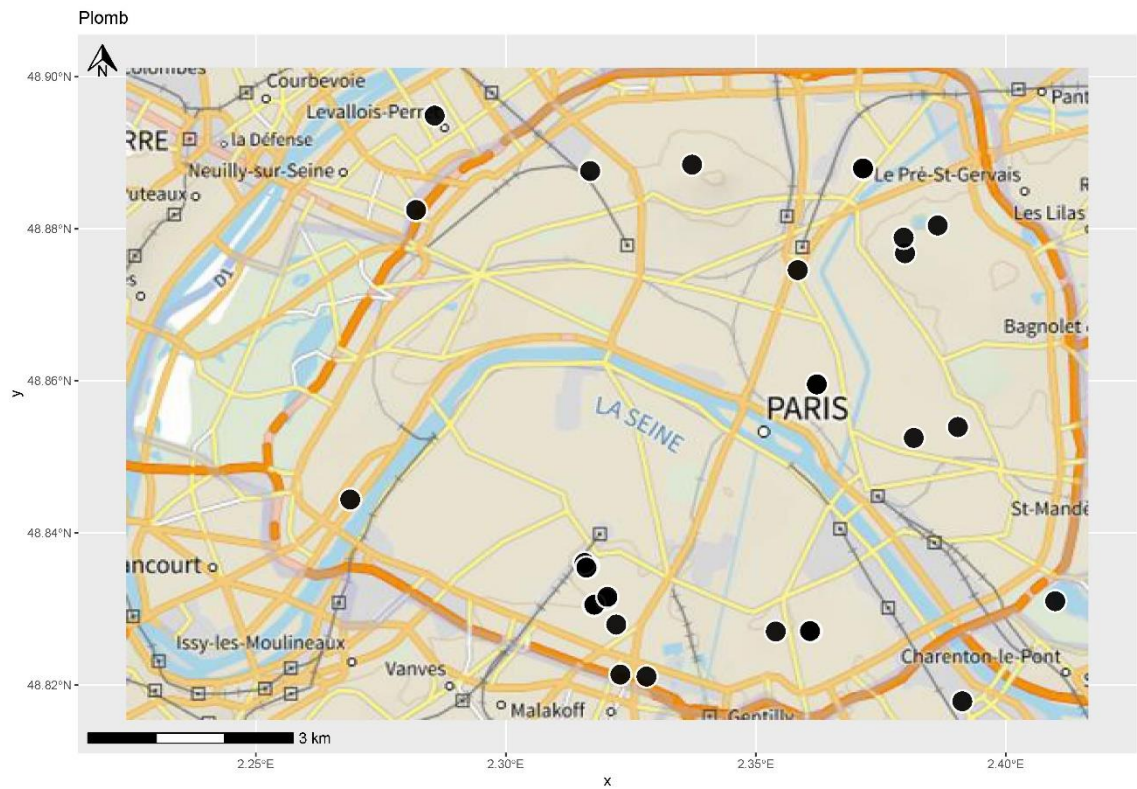 Plomb
N
48.90°N
48.88°N
48.86°N
48.84°N
48.82°N
y
Courbevoie
Levallois-Perr
RRE
la Défense
Neuilly-sur-Seine
Puteaux
D1
Pant
Le Pré-St-Gervais
Les Lilas
Bagnolet
LA SEINE
PARIS
St-Mandé
ancourt
Issy-les-Moulineaux
Vanves
Malakoff
Gentilly
Charenton-le-Pont
3 km
2.25°E
2.30°E
2.35°E
2.40°E
x